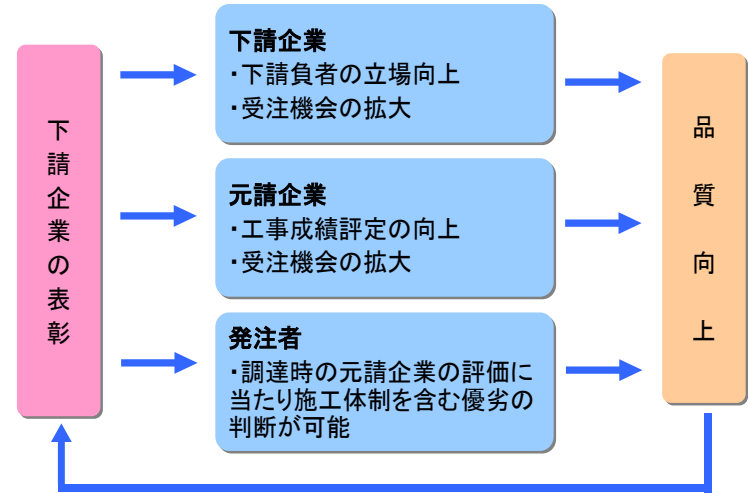 下請企業の表彰
下請企業
・下請負者の立場向上
・受注機会の拡大
元請企業
・工事成績評定の向上
・受注機会の拡大
発注者
・調達時の元請企業の評価に
当たり施工体制を含む優劣の
判断が可能
品質向上